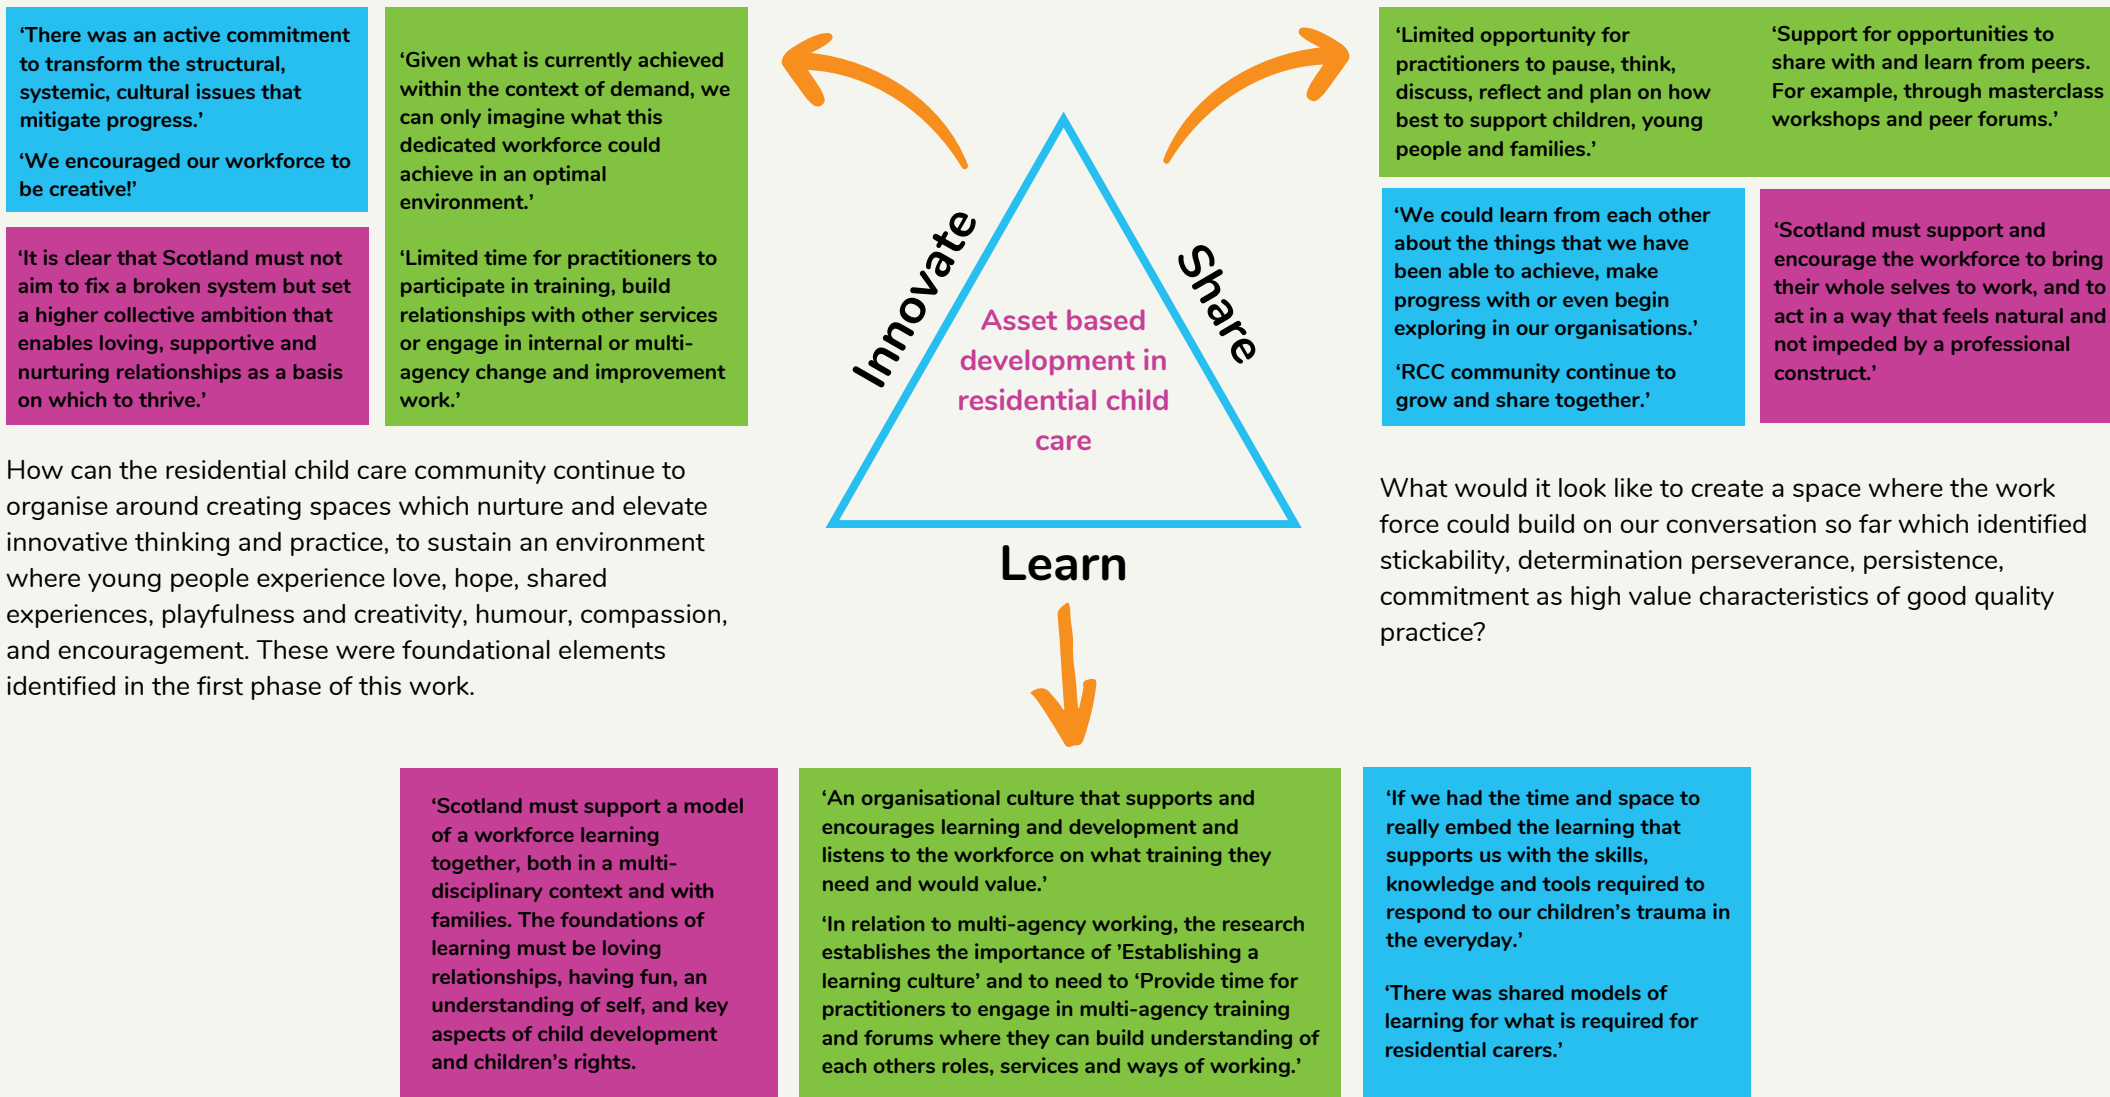 ‘There was an active commitment
to transform the structural,
systemic, cultural issues that
mitigate progress.’
‘We encouraged our workforce to
be creative!’
‘It is clear that Scotland must not
aim to fix a broken system but set
a higher collective ambition that
enables loving, supportive and
nurturing relationships as a basis
on which to thrive.’
‘Given what is currently achieved
within the context of demand, we
can only imagine what this
dedicated workforce could
achieve in an optimal
environment.’
‘Limited time for practitioners to
participate in training, build
relationships with other services
or engage in internal or multi-
agency change and improvement
work.’
How can the residential child care community continue to
organise around creating spaces which nurture and elevate
innovative thinking and practice, to sustain an environment
where young people experience love, hope, shared
experiences, playfulness and creativity, humour, compassion,
and encouragement. These were foundational elements
identified in the first phase of this work.
Innovate
Share
Asset based
development in
residential child
care
Learn
‘Limited opportunity for
practitioners to pause, think,
discuss, reflect and plan on how
best to support children, young
people and families.’
‘Support for opportunities to
share with and learn from peers.
For example, through masterclass
workshops and peer forums.’
‘We could learn from each other
about the things that we have
been able to achieve, make
progress with or even begin
exploring in our organisations.’
‘RCC community continue to
grow and share together.’
‘Scotland must support and
encourage the workforce to bring
their whole selves to work, and to
act in a way that feels natural and
not impeded by a professional
construct.’
What would it look like to create a space where the work
force could build on our conversation so far which identified
stickability, determination perseverance, persistence,
commitment as high value characteristics of good quality
practice?
‘Scotland must support a model
of a workforce learning
together, both in a multi-
disciplinary context and with
families. The foundations of
learning must be loving
relationships, having fun, an
understanding of self, and key
aspects of child development
and children’s rights.
‘An organisational culture that supports and
encourages learning and development and
listens to the workforce on what training they
need and would value.’
‘In relation to multi-agency working, the research
establishes the importance of ’Establishing a
learning culture’ and to need to ‘Provide time for
practitioners to engage in multi-agency training
and forums where they can build understanding of
each others roles, services and ways of working.’
‘If we had the time and space to
really embed the learning that
supports us with the skills,
knowledge and tools required to
respond to our children’s trauma in
the everyday.’
‘There was shared models of
learning for what is required for
residential carers.’